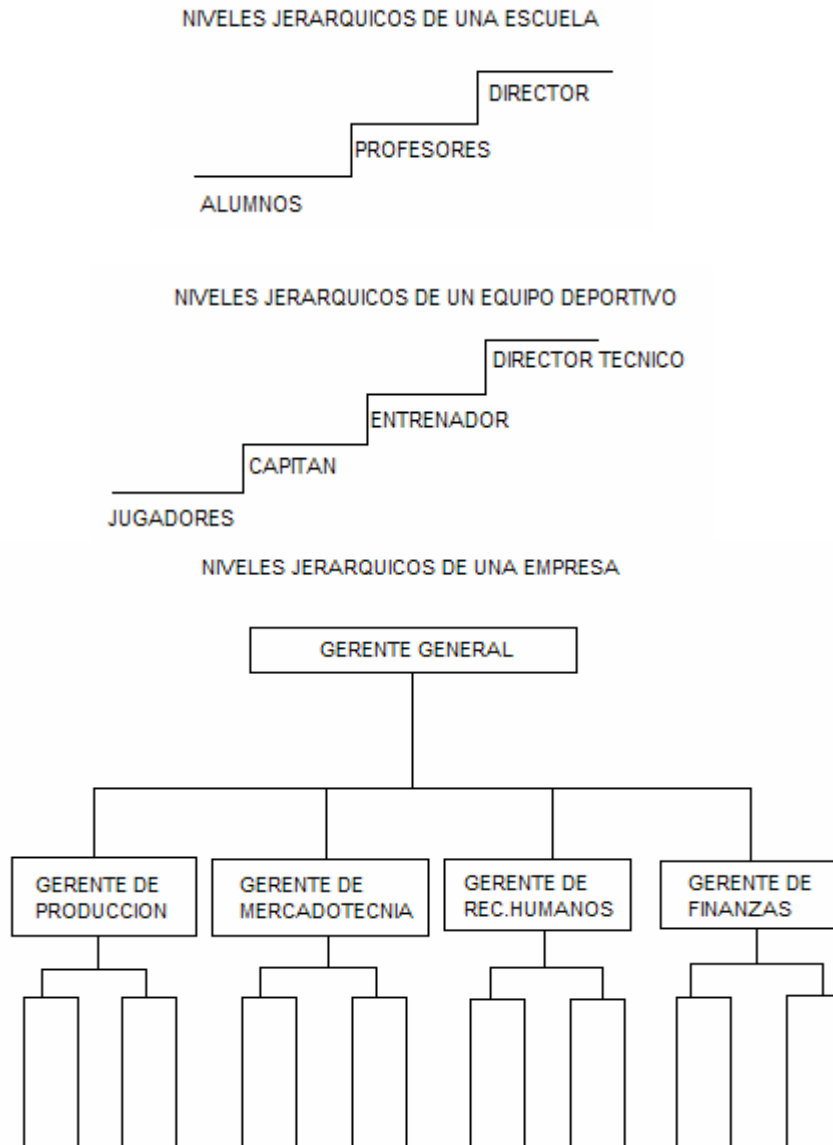 NIVELES JERARQUICOS DE UNA ESCUELA
DIRECTOR
PROFESORES
ALUMNOS
NIVELES JERARQUICOS DE UN EQUIPO DEPORTIVO
DIRECTOR TECNICO
ENTRENADOR
CAPITAN
JUGADORES
NIVELES JERARQUICOS DE UNA EMPRESA
GERENTE GENERAL
GERENTE DE
PRODUCCION
GERENTE DE
MERCADOTECNIA
GERENTE DE
REC.HUMANOS
GERENTE DE
FINANZAS